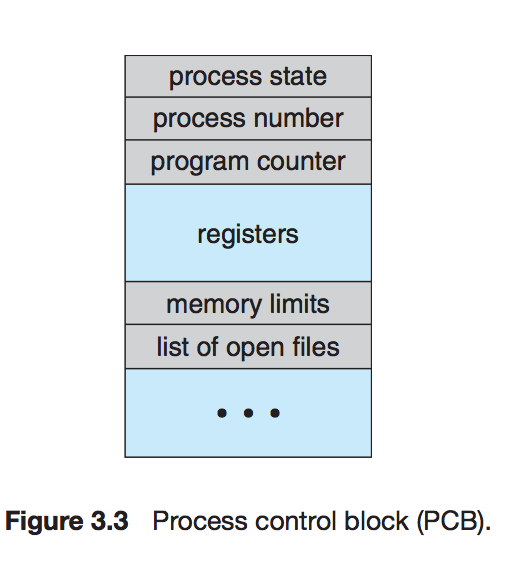 process state
process number
program counter
registers
memory limits
list of open files
• • •
Figure 3.3 Process control block (PCB).